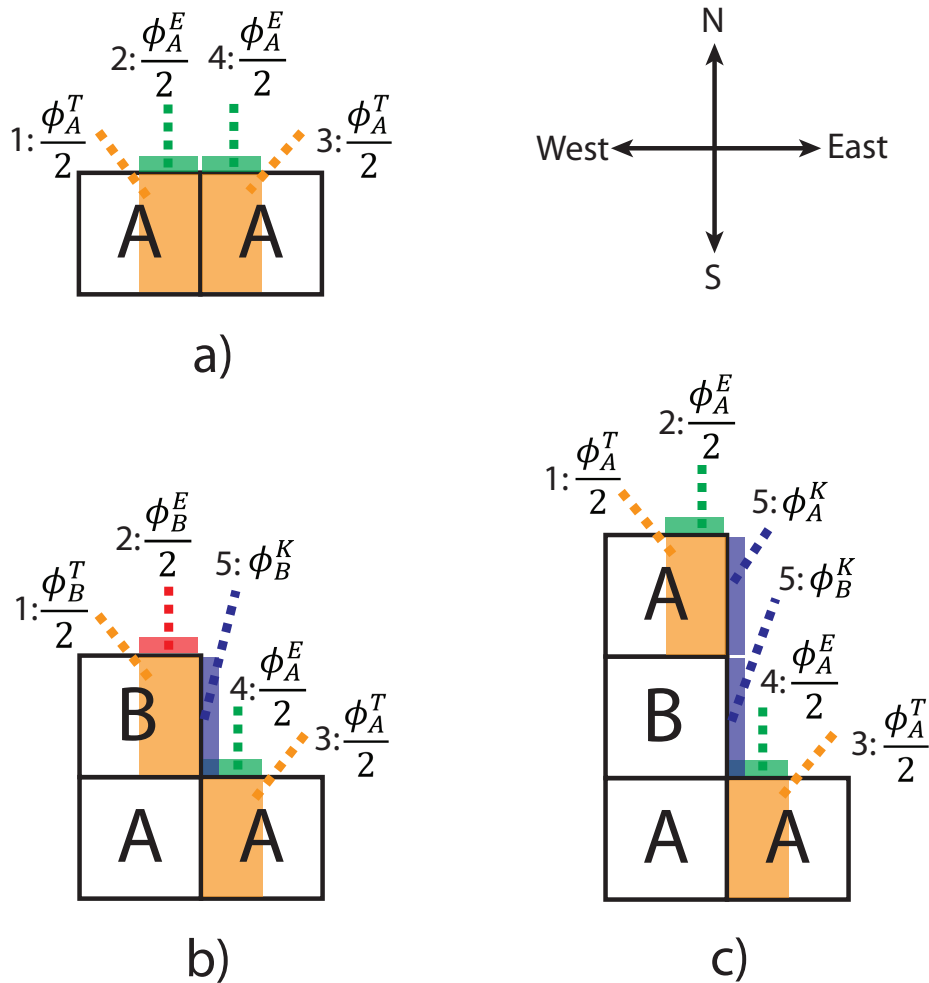 2: ϕ_A^E/2
4: ϕ_A^E/2
1: ϕ_A^T/2
3: ϕ_A^T/2
A
A
a)
N
West
East
S
2: ϕ_B^E/2
5: ϕ_B^K
1: ϕ_B^T/2
4: ϕ_A^E/2
3: ϕ_A^T/2
B
A
A
b)
2: ϕ_A^E/2
1: ϕ_A^T/2
5: ϕ_A^K
5: ϕ_B^K
4: ϕ_A^E/2
3: ϕ_A^T/2
A
B
A
A
c)